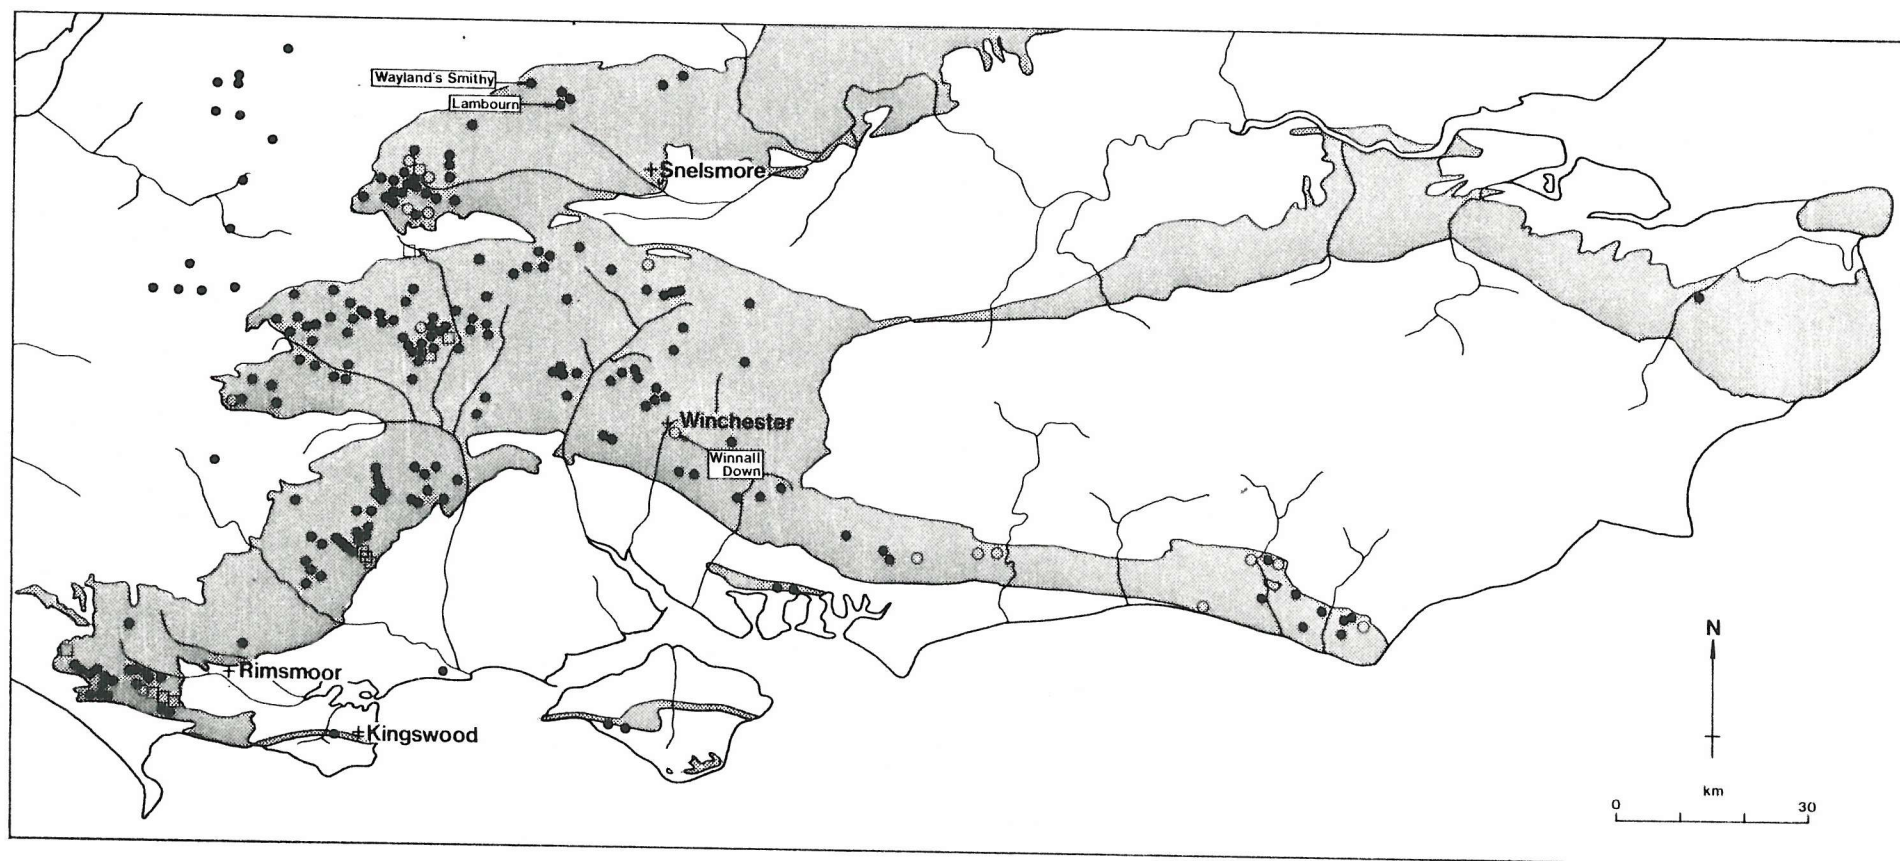 Wayland's Smithy
Lambourn
Snelsmore
Winchester
Winnall
Down
Rimsmoor
Kingswood
N
km
0 30